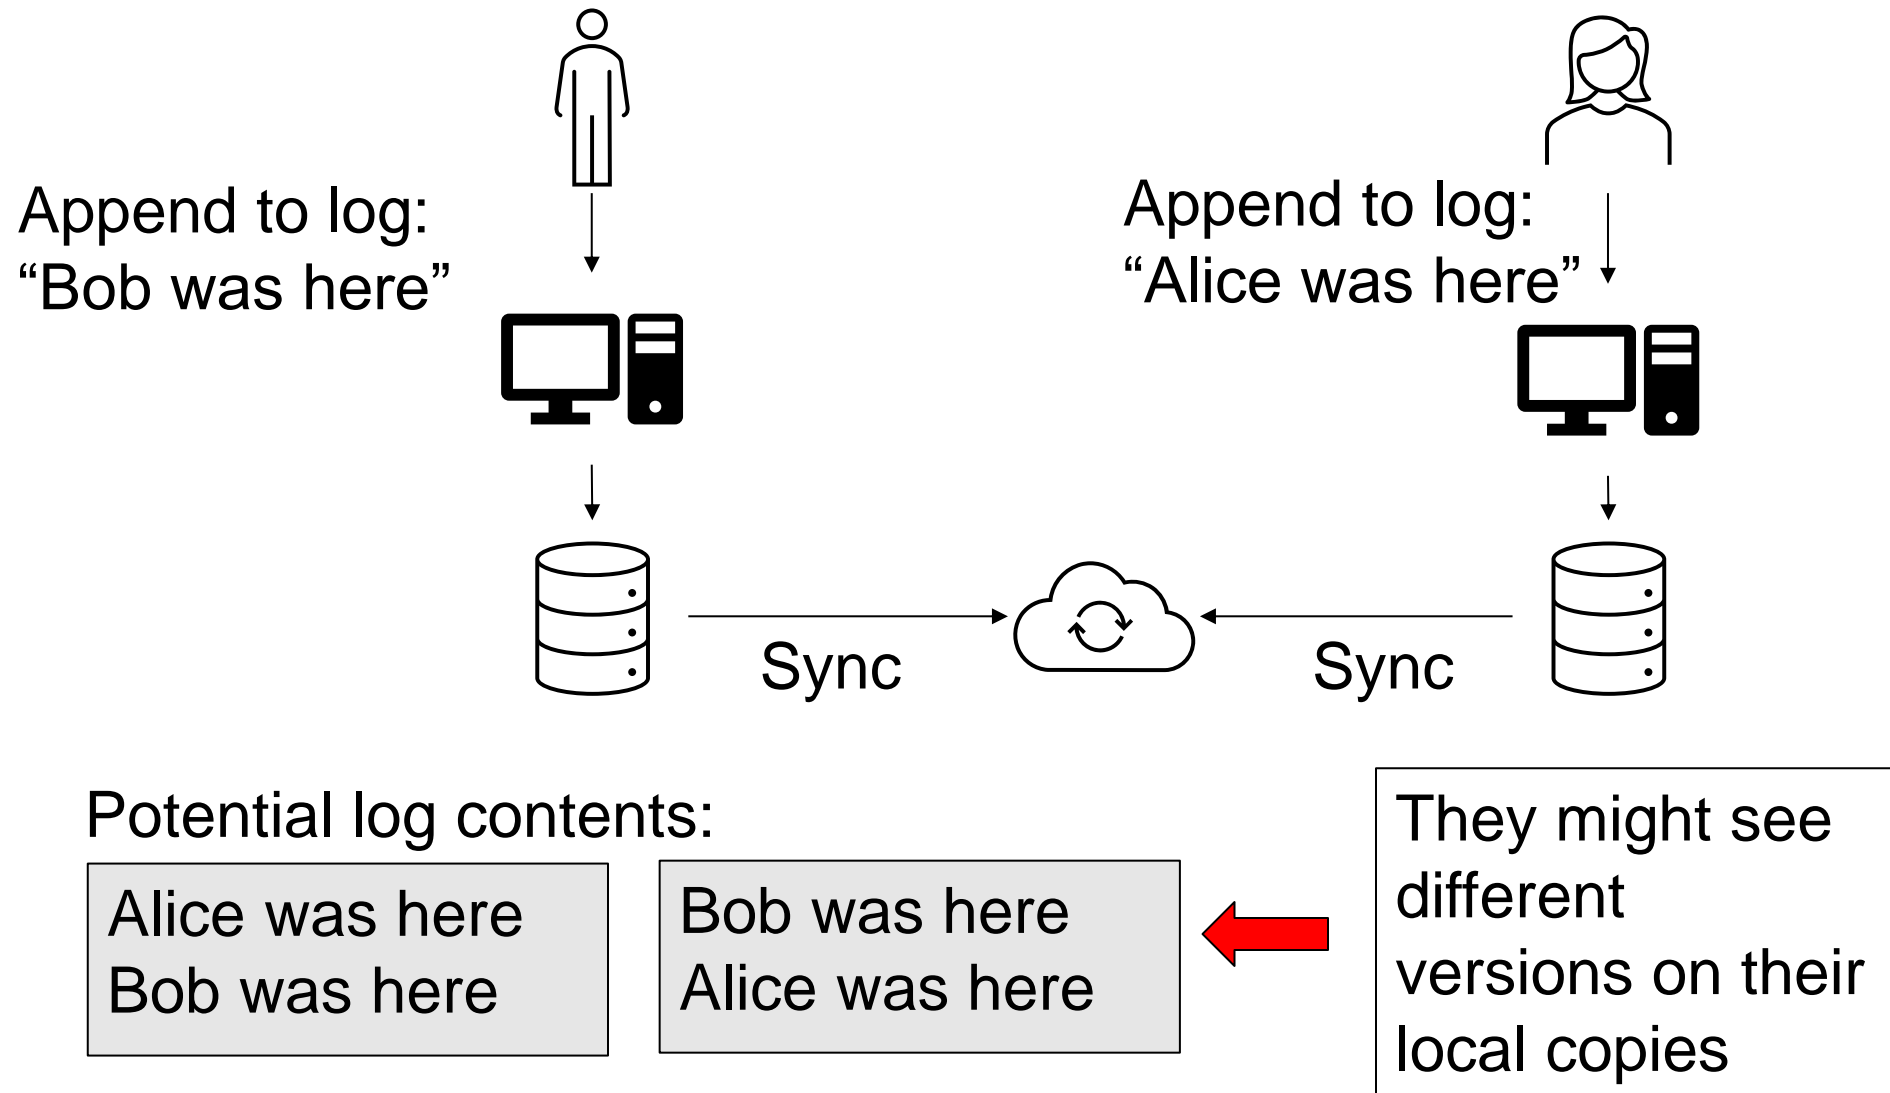 Append to log:
“Bob was here”
Append to log:
“Alice was here”
Sync
Sync
Potential log contents:
Alice was here
Bob was here
Bob was here
Alice was here
They might see
different
versions on their
local copies